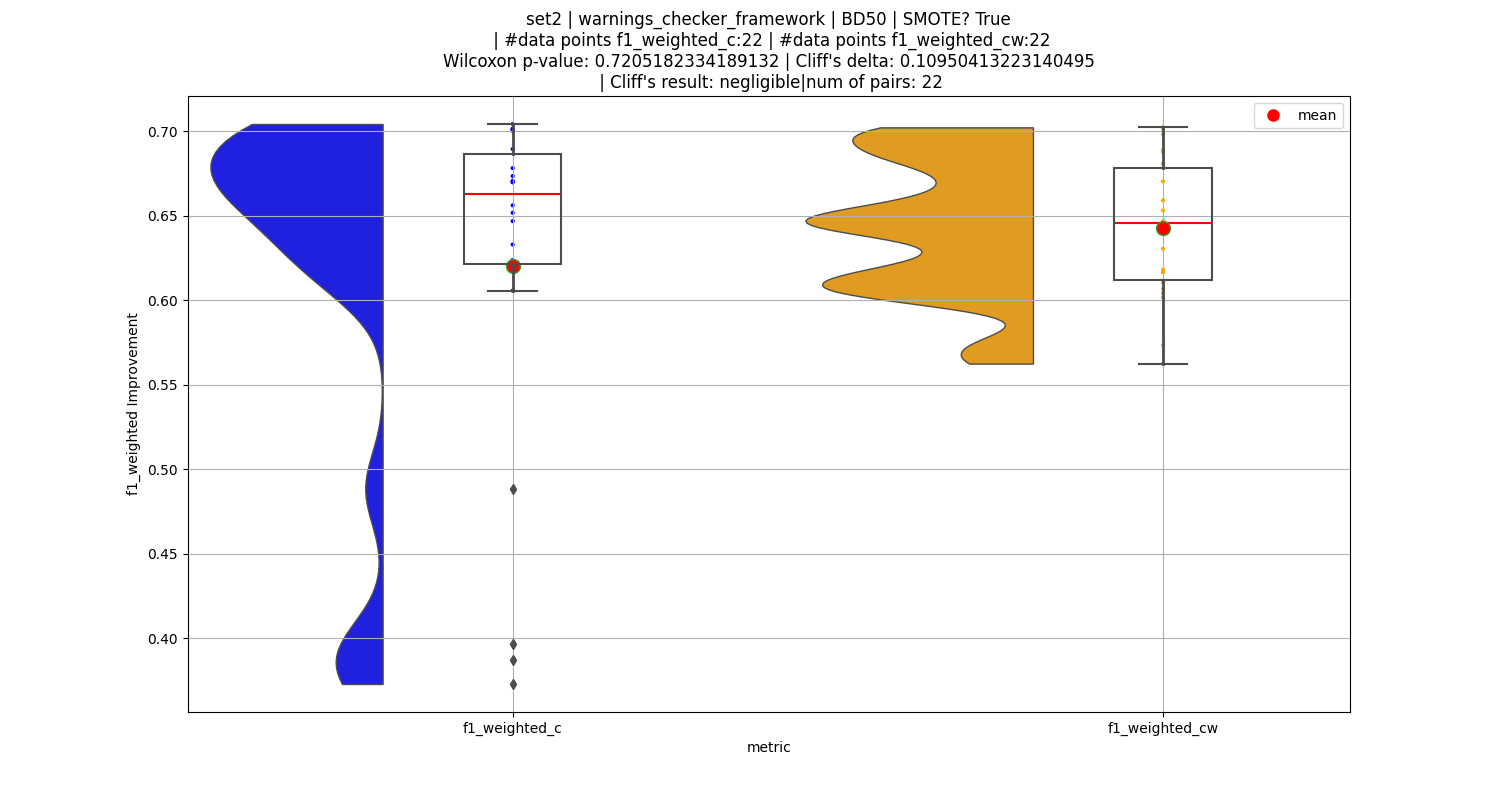 set2 | warnings_checker_framework | BD50 | SMOTE? True
| #data points f1_weighted_c:22 | #data points f1_weighted_cw:22
Wilcoxon p-value: 0.7205182334189132 | Cliff's delta: 0.10950413223140495
| Cliff's result: negligible|num of pairs: 22
mean
0.70
0.65
0.60
0.55
0.50
0.45
0.40
f1_weighted Improvement
f1_weighted_c
f1_weighted_cw
metric